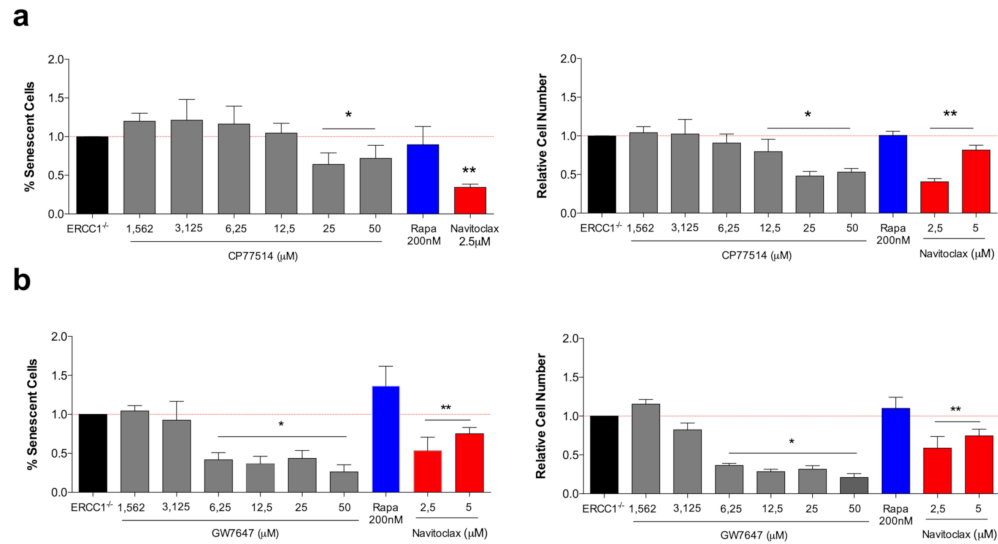 a
% Senescent Cells
2.0
1.5
1.0
0.5
0.0
*
**
ERCC1-/-
1,562
3,125
6,25
12,5
25
50
Rapa
200nM
Navitoclax
2.5μM
CP77514 (μM)
Relative Cell Number
2.0
1.5
1.0
0.5
0.0
*
**
ERCC1-/-
1,562
3,125
6,25
12,5
25
50
Rapa
200nM
2,5
5
CP77514 (μM)
Navitoclax (μM)
b
% Senescent Cells
2.0
1.5
1.0
0.5
0.0
*
**
ERCC1-/-
1,562
3,125
6,25
12,5
25
50
Rapa
200nM
2,5
5
GW7647 (μM)
Navitoclax (μM)
Relative Cell Number
2.0
1.5
1.0
0.5
0.0
*
**
ERCC1-/-
1,562
3,125
6,25
12,5
25
50
Rapa
200nM
2,5
5
GW7647 (μM)
Navitoclax (μM)